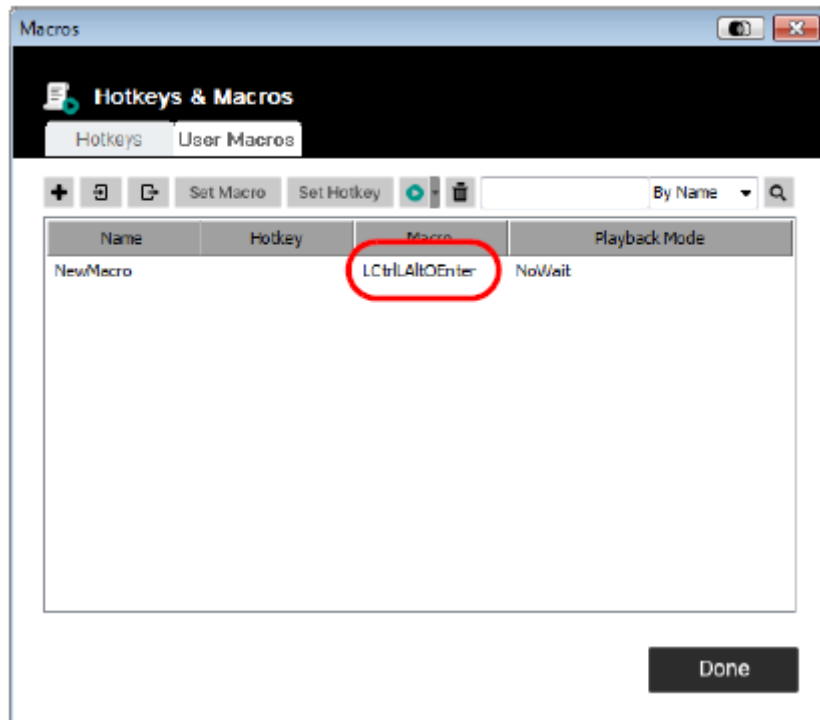 Macros
Hotkeys & Macros
Hotkeys User Macros
Set Macro Set Hotkey By Name
Name Hotkey Macro Playback Mode
NewMacro LCtrlLAltOEnter NoWait
Done